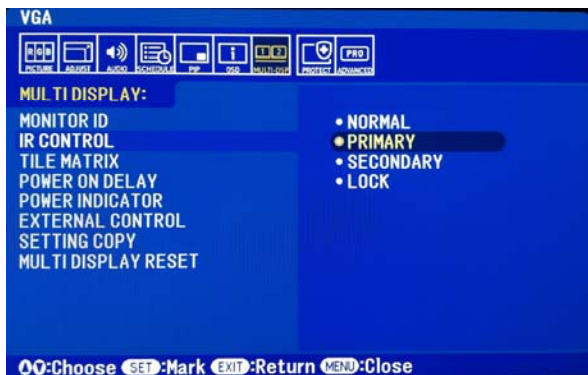 VGA
RGB PRO
PICTURE ADJUST AUDIO SCHEDULE PIP OSD MULTI-DSP PROTECT ADVANCED
MULTI DISPLAY:
MONITOR ID
IR CONTROL
TILE MATRIX
POWER ON DELAY
POWER INDICATOR
EXTERNAL CONTROL
SETTING COPY
MULTI DISPLAY RESET
• NORMAL
• PRIMARY
• SECONDARY
• LOCK
:Choose SET:Mark EXIT:Return MENU:Close